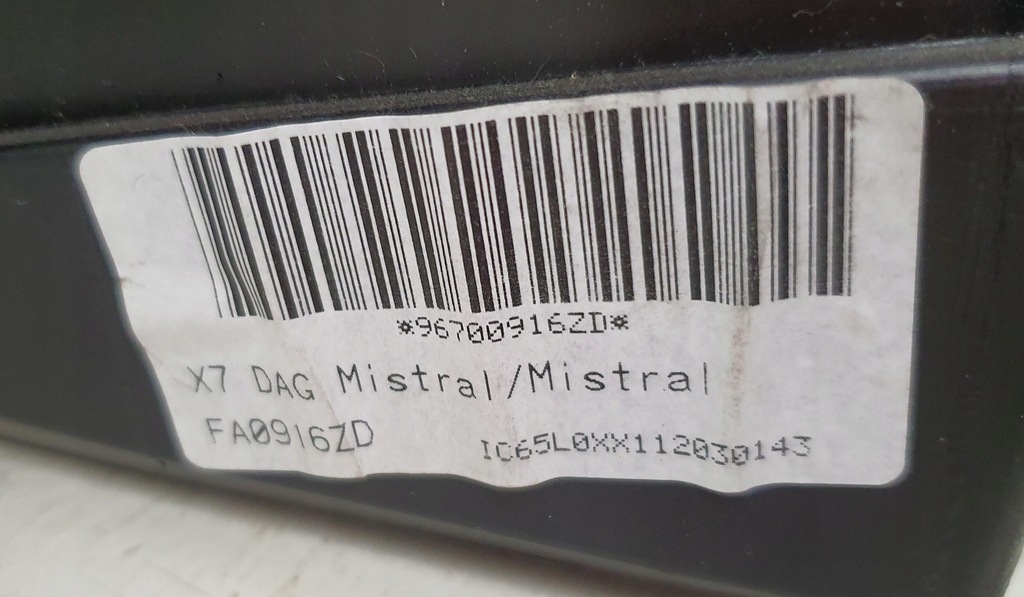 *96700916ZD*
X7 DAG Mistral/Mistral
FA0916ZD IC65L0XX112030143